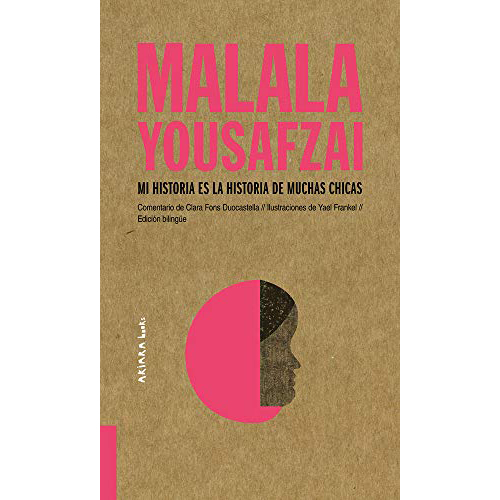 MALALA
YOUSAFZAI
MI HISTORIA ES LA HISTORIA DE MUCHAS CHICAS
Comentario de Clara Fons Duocastella // Ilustraciones de Yael Frankel //
Edición bilingüe
AKIARA books